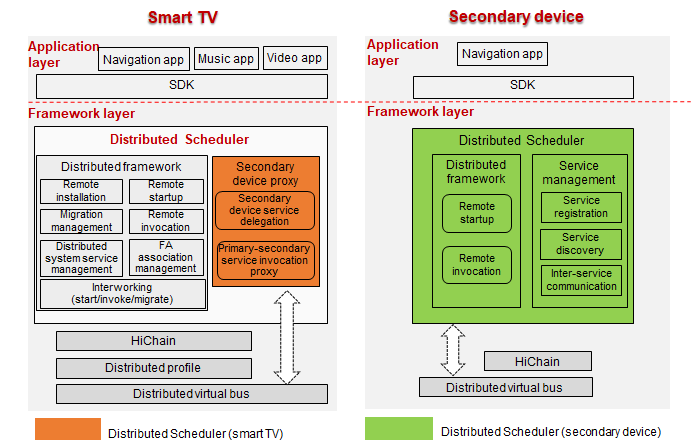 Smart TV
Application
layer
Navigation app
Music app
Video app
SDK
Framework layer
Distributed Scheduler
Distributed framework
Remote
installation
Remote
startup
Migration
management
Remote
invocation
Distributed
system service
management
FA
association
management
Interworking
(start/invoke/migrate)
Secondary
device proxy
Secondary
device service
delegation
Primary-secondary
service invocation
proxy
HiChain
Distributed profile
Distributed virtual bus
Distributed Scheduler (smart TV)
Secondary device
Application
layer
Navigation app
SDK
Framework layer
Distributed Scheduler
Distributed
framework
Remote
startup
Remote
invocation
Service
management
Service
registration
Service
discovery
Inter-service
communication
HiChain
Distributed virtual bus
Distributed Scheduler (secondary device)